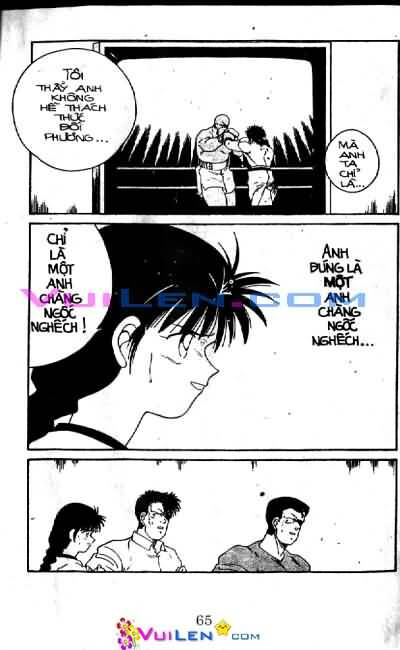 TÔI
THẤY ANH
KHÔNG
HỀ THÁCH
THỨC
ĐỐI
PHƯƠNG...
MÀ
ANH
TA
CHỈ
LÀ...
CHỈ
LÀ
MỘT
ANH
CHÀNG
NGỐC
NGHẾCH!
ANH
ĐÚNG LÀ
MỘT
ANH
CHÀNG
NGỐC
NGHẾCH...
VUILEN.COM
65
VUILEN.COM